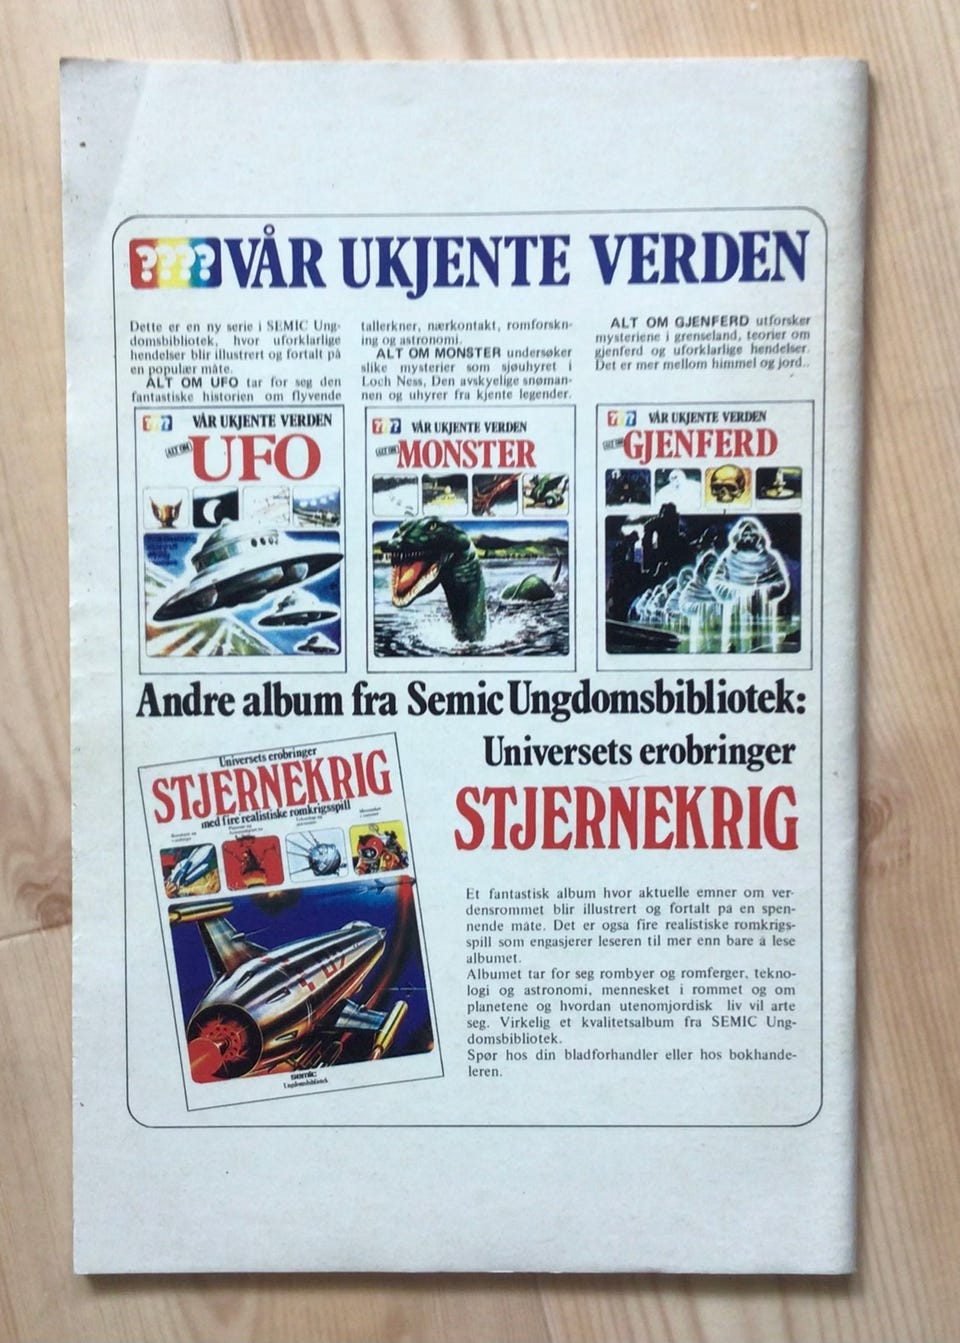 ???? VÅR UKJENTE VERDEN
Dette er en ny serie i SEMIC Ung-
domsbibliotek, hvor uforklarlige
hendelser blir illustrert og fortalt på
en populær måte.
ALT OM UFO tar for seg den
fantastiske historien om flyvende
tallerkner, nærkontakt, romforskn-
ing og astronomi.
ALT OM MONSTER undersøker
slike mysterier som sjøuhyret i
Loch Ness, Den avskyelige snøman-
nen og uhyrer fra kjente legender.
ALT OM GJENFERD utforsker
mysteriene i grenseland, teorier om
gjenferd og uforklarlige hendelser.
Det er mer mellom himmel og jord..
??? VÅR UKJENTE VERDEN
ALT OM UFO
??? VÅR UKJENTE VERDEN
ALT OM MONSTER
??? VÅR UKJENTE VERDEN
ALT OM GJENFERD
Andre album fra Semic Ungdomsbibliotek:
Universets erobringer
STJERNEKRIG
med fire realistiske romkrigsspill
semic
Ungdomsbibliotek
Universets erobringer
STJERNEKRIG
Et fantastisk album hvor aktuelle emner om ver-
densrommet blir illustrert og fortalt på en spen-
nende måte. Det er også fire realistiske romkrigs-
spill som engasjerer leseren til mer enn bare å lese
albumet.
Albumet tar for seg rombyer og romferger, tekno-
logi og astronomi, mennesket i rommet og om
planetene og hvordan utenomjordisk liv vil arte
seg. Virkelig et kvalitetsalbum fra SEMIC Ung-
domsbibliotek.
Spør hos din bladforhandler eller hos bokhande-
leren.